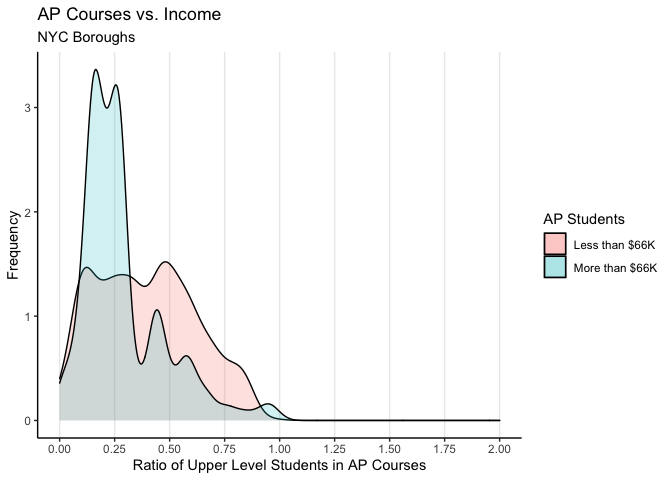 AP Courses vs. Income
NYC Boroughs
3
2
1
0
Frequency
0.00 0.25 0.50 0.75 1.00 1.25 1.50 1.75 2.00
Ratio of Upper Level Students in AP Courses
AP Students
Less than $66K
More than $66K